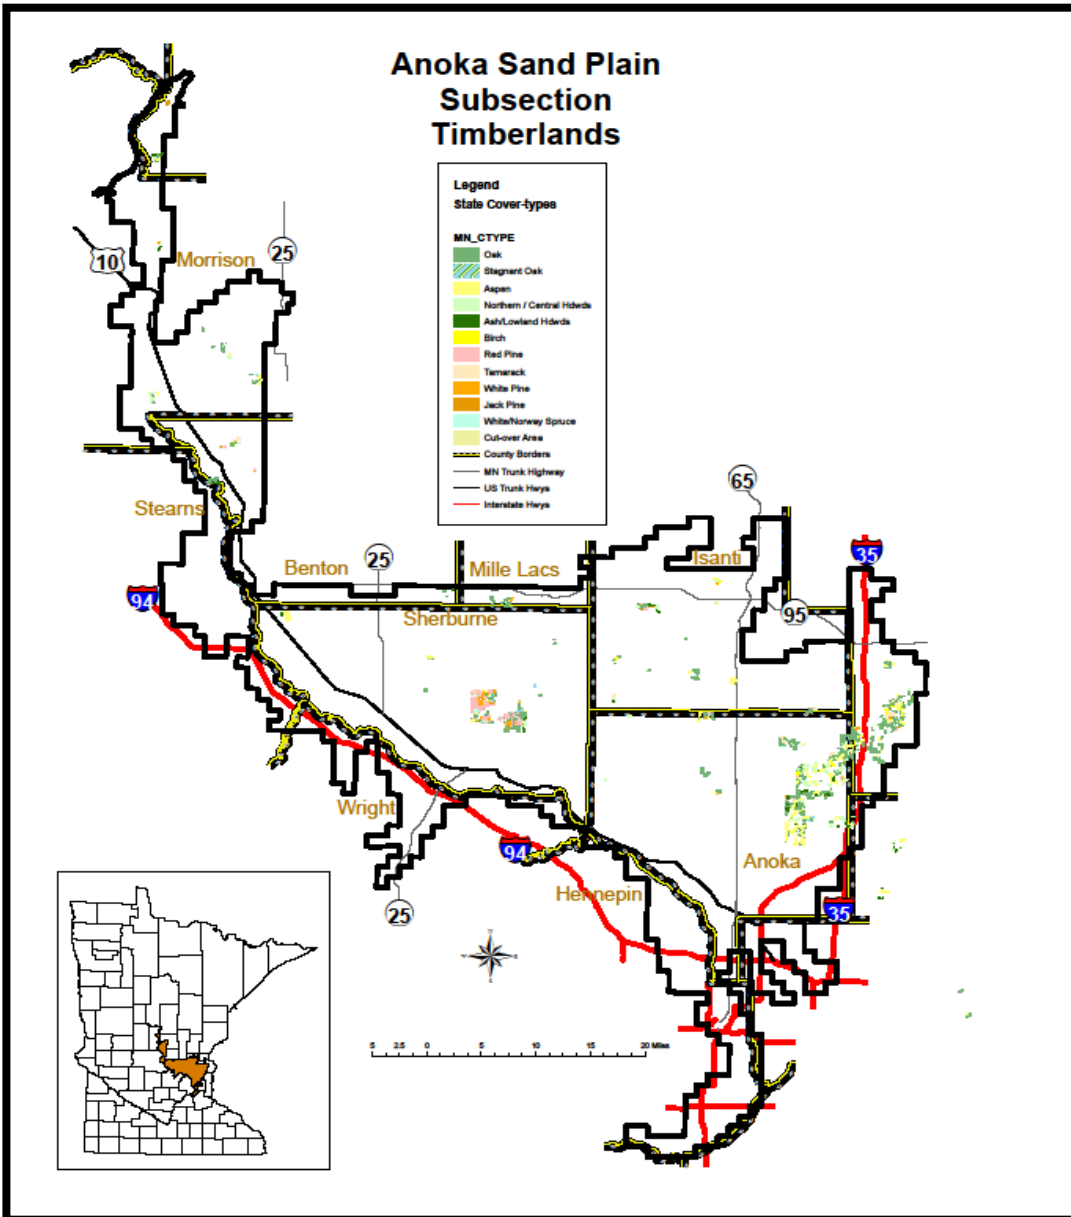 Anoka Sand Plain
Subsection
Timberlands
Legend
State Cover-types
MN_CTYPE
Oak
Stagnant Oak
Aspen
Northern / Central Hdwds
Ash/Lowland Hdwds
Birch
Red Pine
Tamarack
White Pine
Jack Pine
White/Norway Spruce
Cut-over Area
County Borders
MN Trunk Highway
US Trunk Hwys
Interstate Hwys
10
Morrison
25
Stearns
65
Benton
25
Mille Lacs
Isanti
35
94
Sherburne
95
Wright
94
Anoka
Hennepin
25
35
5 2.5 0 5 10 15 20 Miles